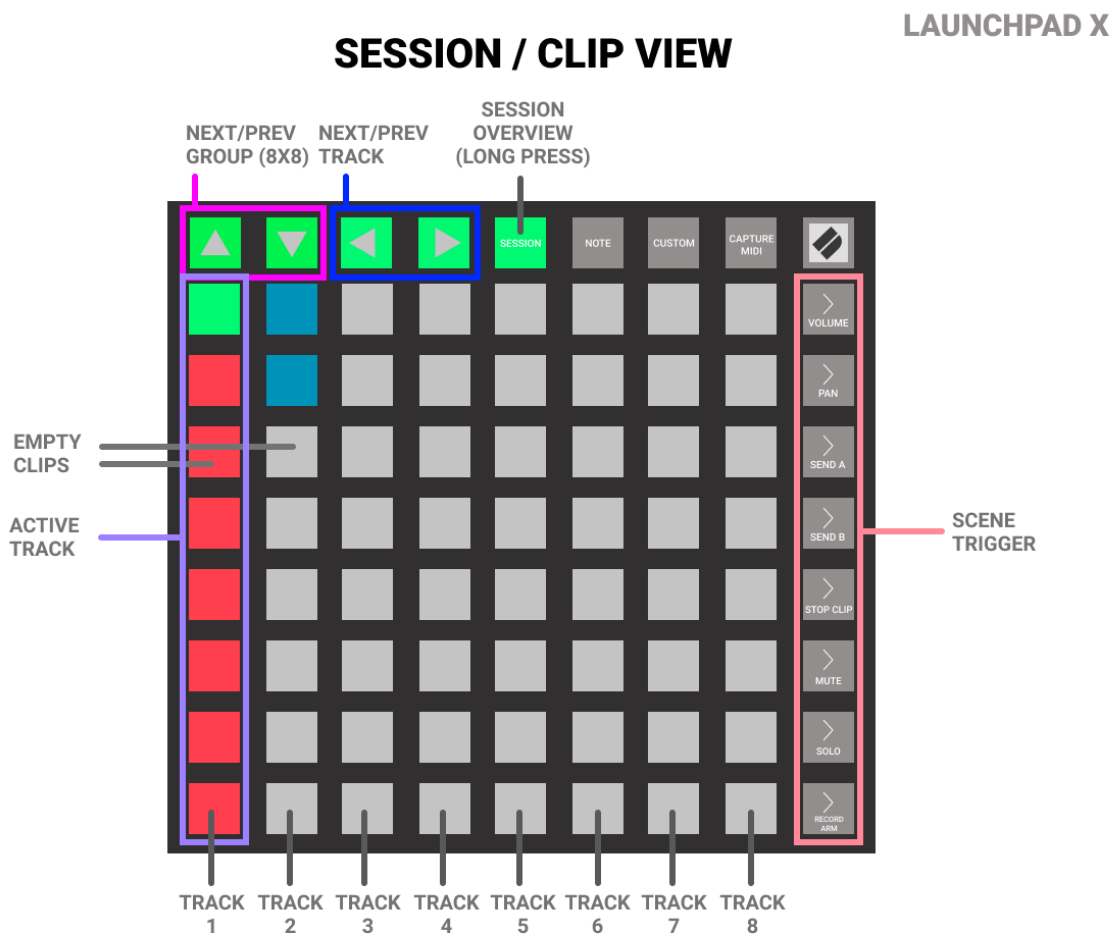 LAUNCHPAD X
SESSION / CLIP VIEW
SESSION
OVERVIEW
(LONG PRESS)
NEXT/PREV
GROUP (8X8)
NEXT/PREV
TRACK
SESSION
NOTE
CUSTOM
CAPTURE
MIDI
VOLUME
PAN
EMPTY
CLIPS
SEND A
ACTIVE
TRACK
SEND B
SCENE
TRIGGER
STOP CLIP
MUTE
SOLO
RECORD
ARM
TRACK
1
TRACK
2
TRACK
3
TRACK
4
TRACK
5
TRACK
6
TRACK
7
TRACK
8